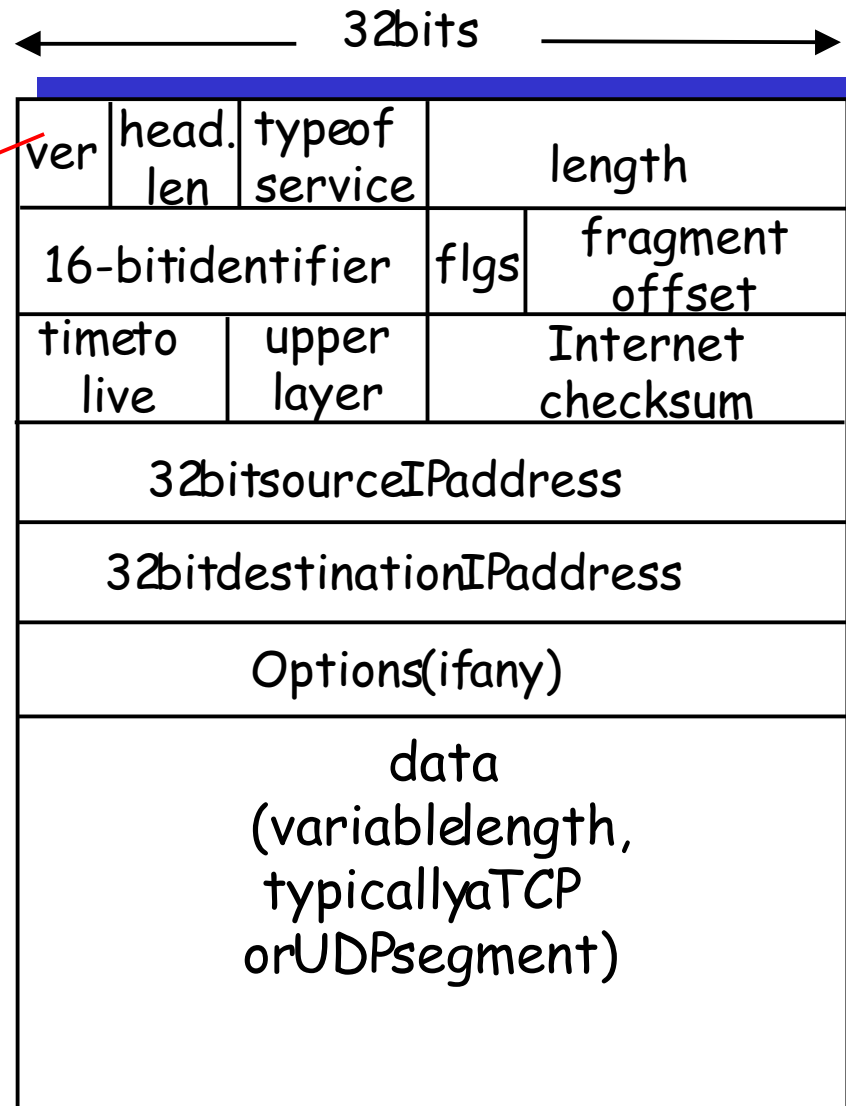 32bits
ver
head.
len
typeof
service
length
16-bitidentifier
flgs
fragment
offset
timeto
live
upper
layer
Internet
checksum
32bitsourceIPaddress
32bitdestinationIPaddress
Options(ifany)
data
(variablelength,
typicallyaTCP
orUDPsegment)